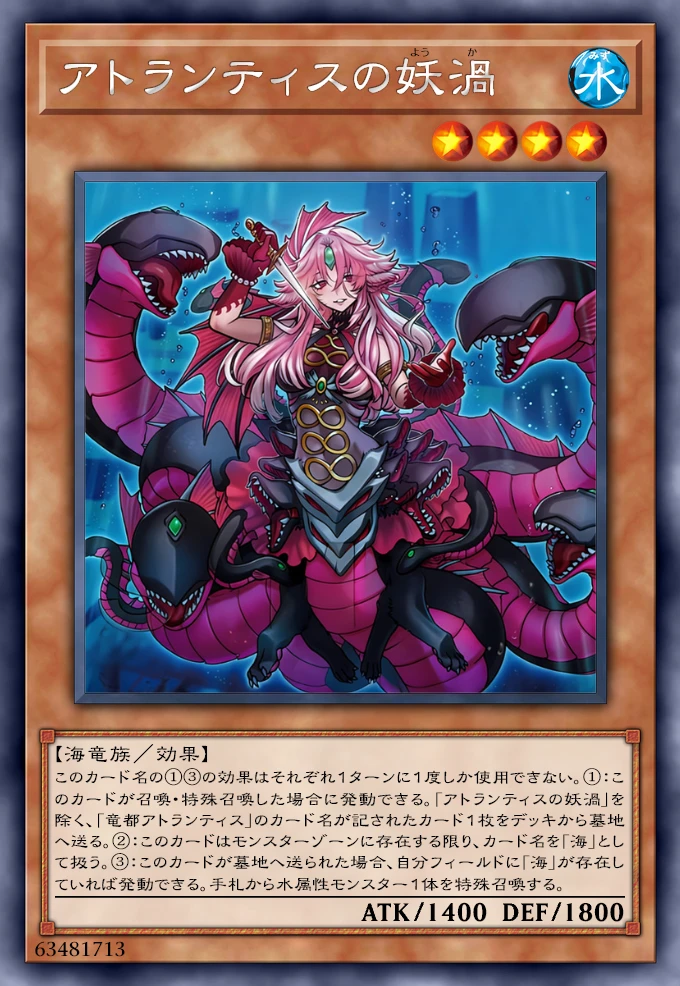 アトランティスの妖渦
よう
か
水
みず
【海竜族／効果】
このカード名の①③の効果はそれぞれ1ターンに1度しか使用できない。①：こ
のカードが召喚・特殊召喚した場合に発動できる。「アトランティスの妖渦」を
除く、「竜都アトランティス」のカード名が記されたカード1枚をデッキから墓地
へ送る。②：このカードはモンスターゾーンに存在する限り、カード名を「海」とし
て扱う。③：このカードが墓地へ送られた場合、自分フィールドに「海」が存在し
ていれば発動できる。手札から水属性モンスター1体を特殊召喚する。
ATK/1400 DEF/1800
63481713